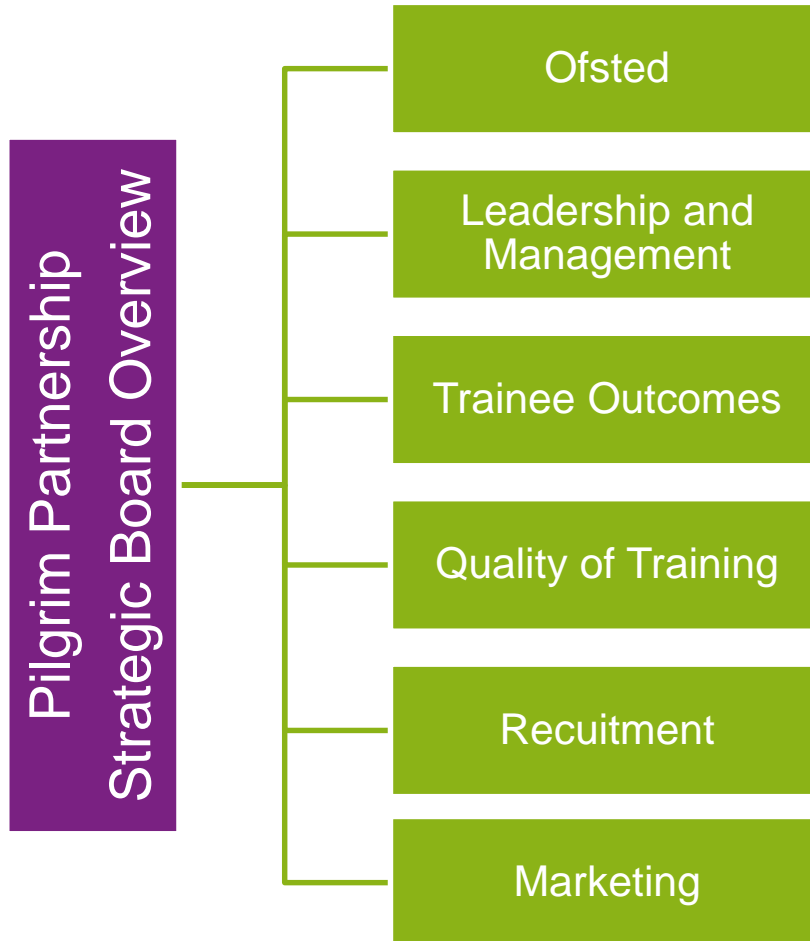 Pilgrim Partnership
Strategic Board Overview
Ofsted
Leadership and
Management
Trainee Outcomes
Quality of Training
Recuitment
Marketing